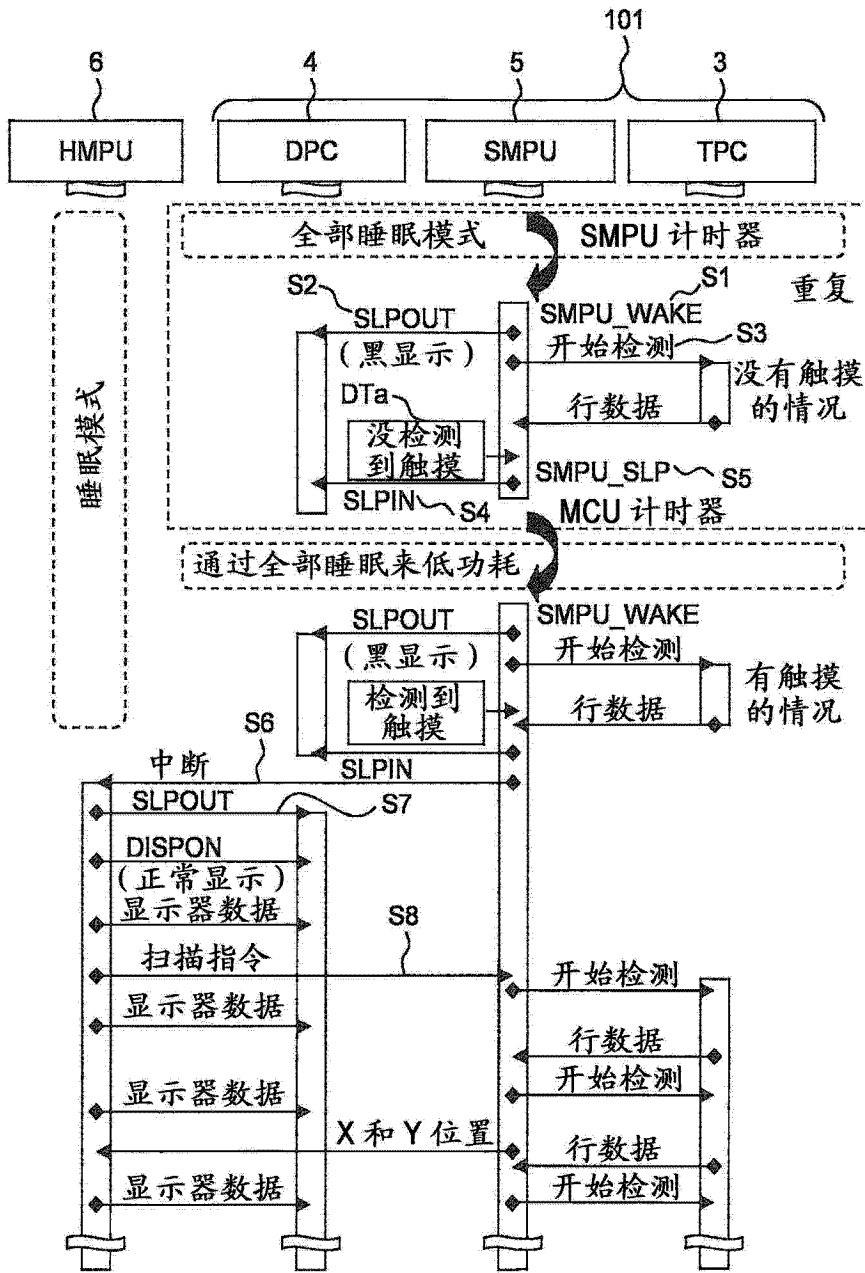 101
6
4
5
3
HMPU
DPC
SMPU
TPC
全部睡眠模式
SMPU 计时器
重复
S1
S2
SLPOUT
SMPU_WAKE
S3
(黑显示)
开始检测
没有触摸
的情况
DTa
行数据
没检测
到触摸
SMPU_SLP
S5
SLPIN
S4
MCU 计时器
睡眠模式
通过全部睡眠来低功耗
SMPU_WAKE
SLPOUT
(黑显示)
开始检测
有触摸
的情况
检测到
触摸
行数据
S6
中断
SLPIN
SLPOUT
S7
DISPON
(正常显示)
显示器数据
S8
扫描指令
开始检测
显示器数据
行数据
开始检测
显示器数据
X 和 Y 位置
行数据
显示器数据
开始检测